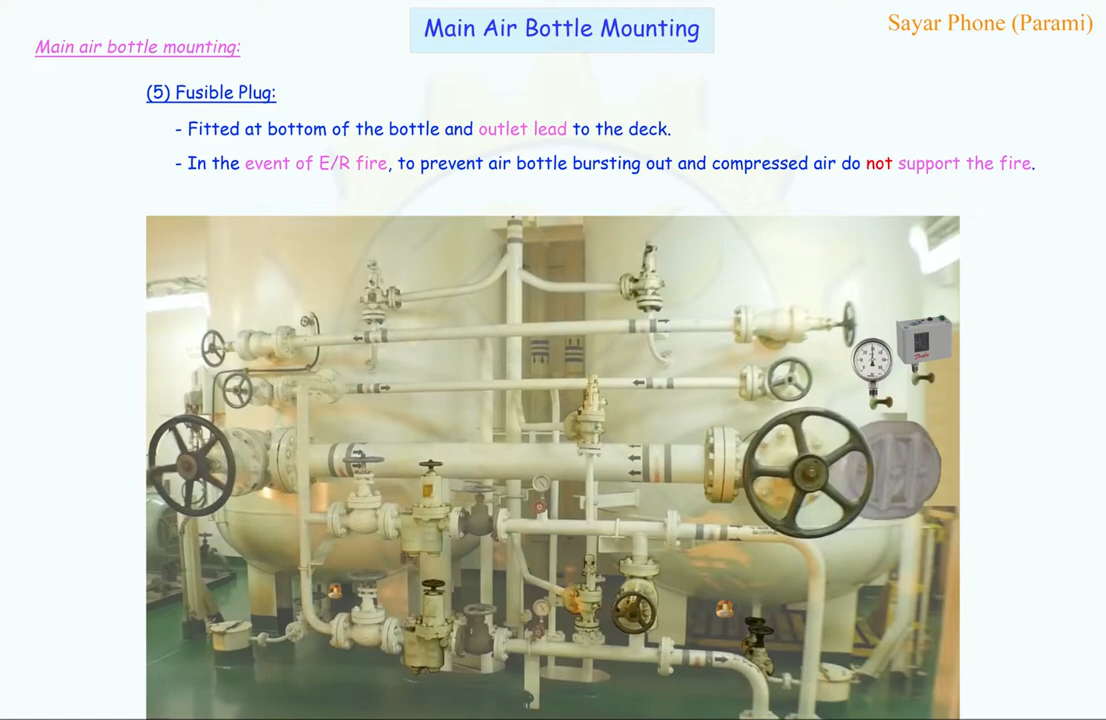 Main Air Bottle Mounting
Sayar Phone (Parami)
Main air bottle mounting:
(5) Fusible Plug:
- Fitted at bottom of the bottle and outlet lead to the deck.
- In the event of E/R fire, to prevent air bottle bursting out and compressed air do not support the fire.
Danfoss